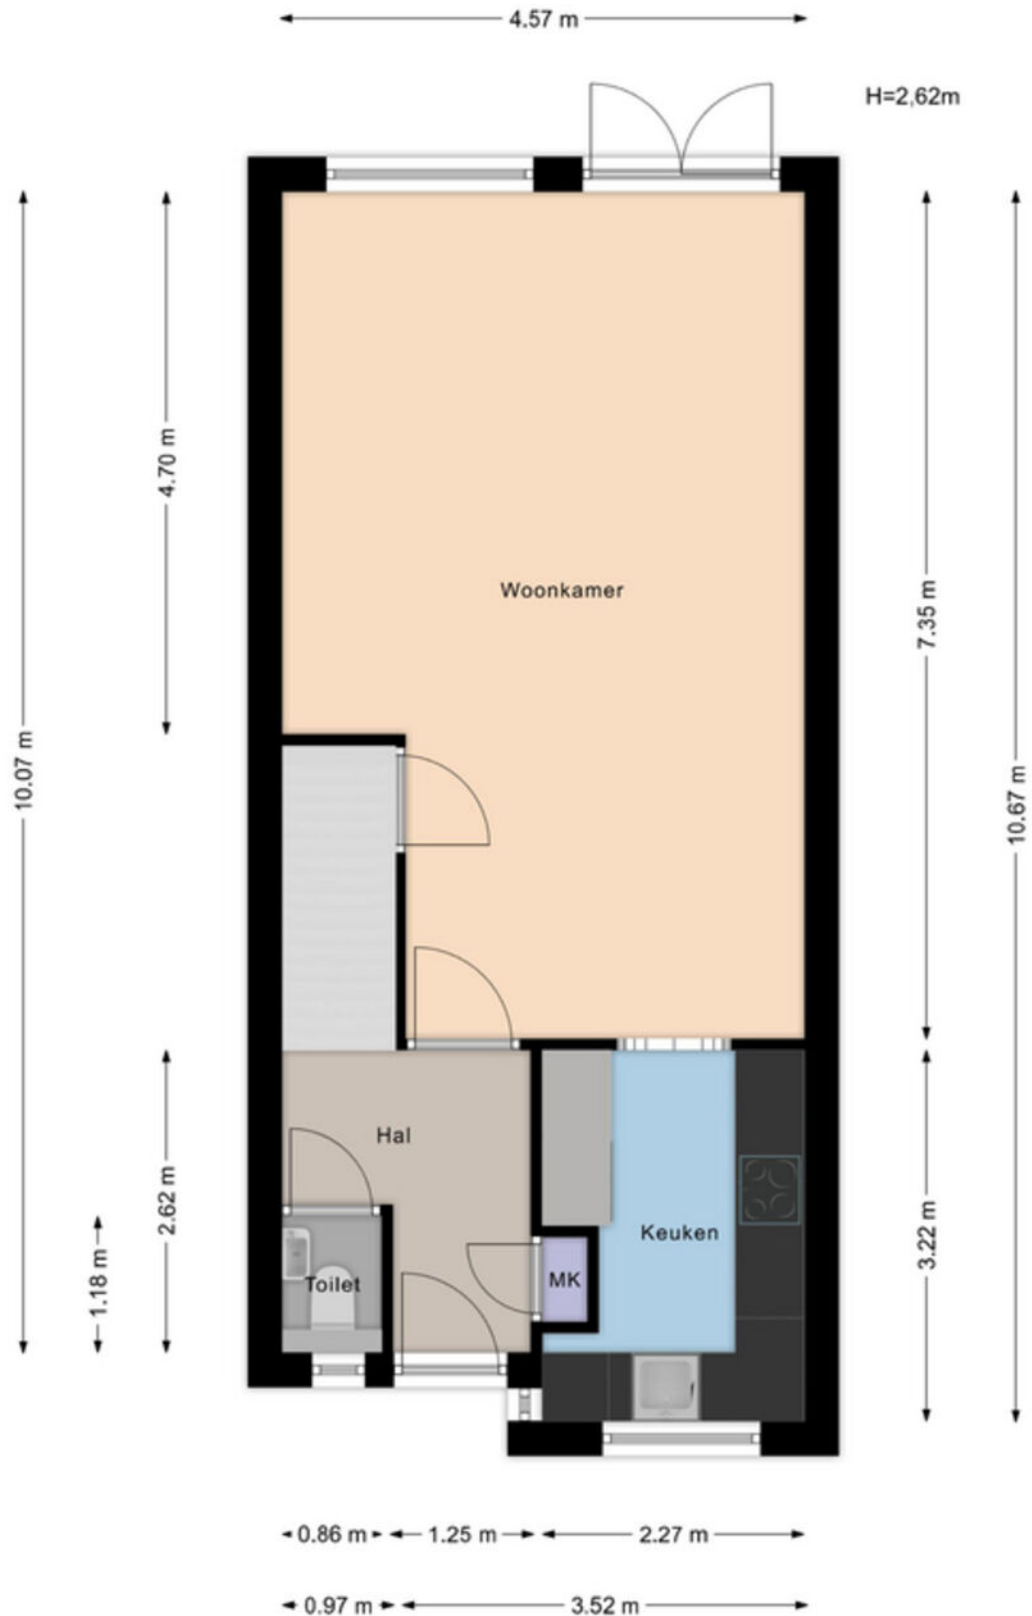 4.57 m
H=2,62m
4.70 m
Woonkamer
7.35 m
10.07 m
10.67 m
Hal
2.62 m
Keuken
3.22 m
1.18 m
Toilet
MK
0.86 m
1.25 m
2.27 m
0.97 m
3.52 m